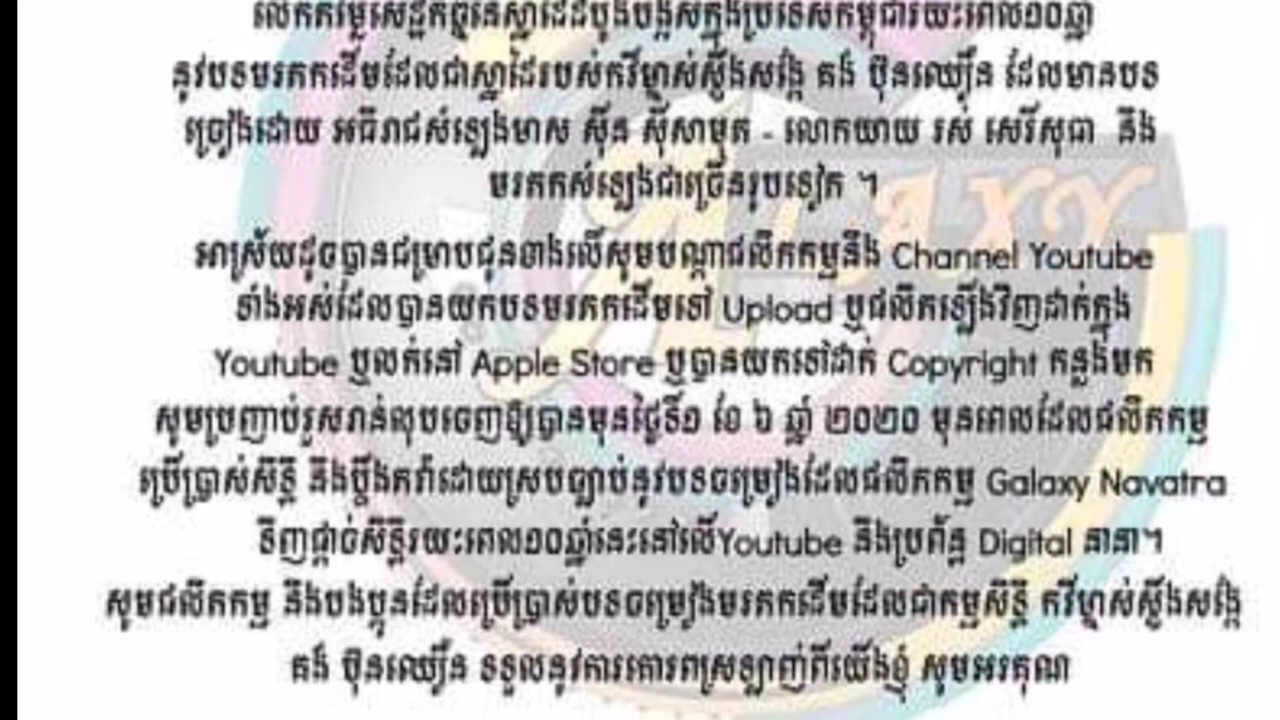 លើកតម្លៃសេដ្ឋកិច្ចនៃស្នាដៃដ៏បូងបង្អស់ក្នុងប្រទេសកម្ពុជារយៈពេល១០ឆ្នាំ
នូវបទមរតកដើមដែលជាស្នាដៃរបស់កវីម្ចាស់ស្ទឹងសង្កែ គង់ ប៊ុនឈឿន ដែលមានបទ
ច្រៀងដោយ អធិរាជសំឡេងមាស ស៊ីន ស៊ីសាមុត - លោកយាយ រស់ សេរីសុធា និង
មរតកសំឡេងជាច្រើនរូបទៀត ។
អាស្រ័យដូចបានជម្រាបជូនខាងលើសូមបណ្តាផលិតកម្មនឹង Channel Youtube
ទាំងអស់ដែលបានយកបទមរតកដើមទៅ Upload ឬផលិតឡើងវិញដាក់ក្នុង
Youtube ឬលក់នៅ Apple Store ឬបានយកទៅដាក់ Copyright កន្លងមក
សូមប្រញាប់រួសរាន់លុបចេញឱ្យបានមុនថ្ងៃទី១ ខែ ៦ ឆ្នាំ ២០២០ មុនពេលដែលផលិតកម្ម
ប្រើប្រាស់សិទ្ធិ និងប្តឹងតវ៉ាដោយស្របច្បាប់នូវបទចម្រៀងដែលផលិតកម្ម Galaxy Navatra
ទិញផ្តាច់សិទ្ធិរយៈពេល១០ឆ្នាំនេះនៅលើYoutube និងប្រព័ន្ធ Digital នានា។
សូមផលិតកម្ម និងបងប្អូនដែលប្រើប្រាស់បទចម្រៀងមរតកដើមដែលជាកម្មសិទ្ធិ កវីម្ចាស់ស្ទឹងសង្កែ
គង់ ប៊ុនឈឿន ទទួលនូវការគោរពស្រឡាញ់ពីយើងខ្ញុំ សូមអរគុណ